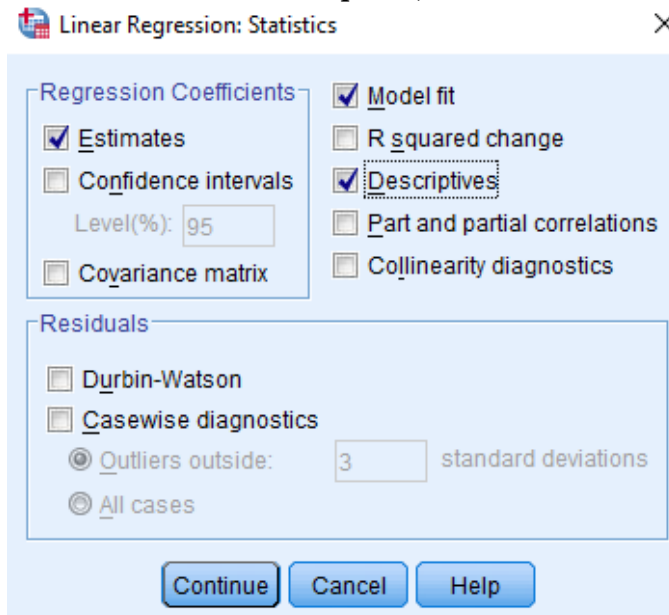 Linear Regression: Statistics
Regression Coefficients
Estimates
Confidence intervals
Level(%): 95
Covariance matrix
Model fit
R squared change
Descriptives
Part and partial correlations
Collinearity diagnostics
Residuals
Durbin-Watson
Casewise diagnostics
Outliers outside: 3 standard deviations
All cases
Continue Cancel Help